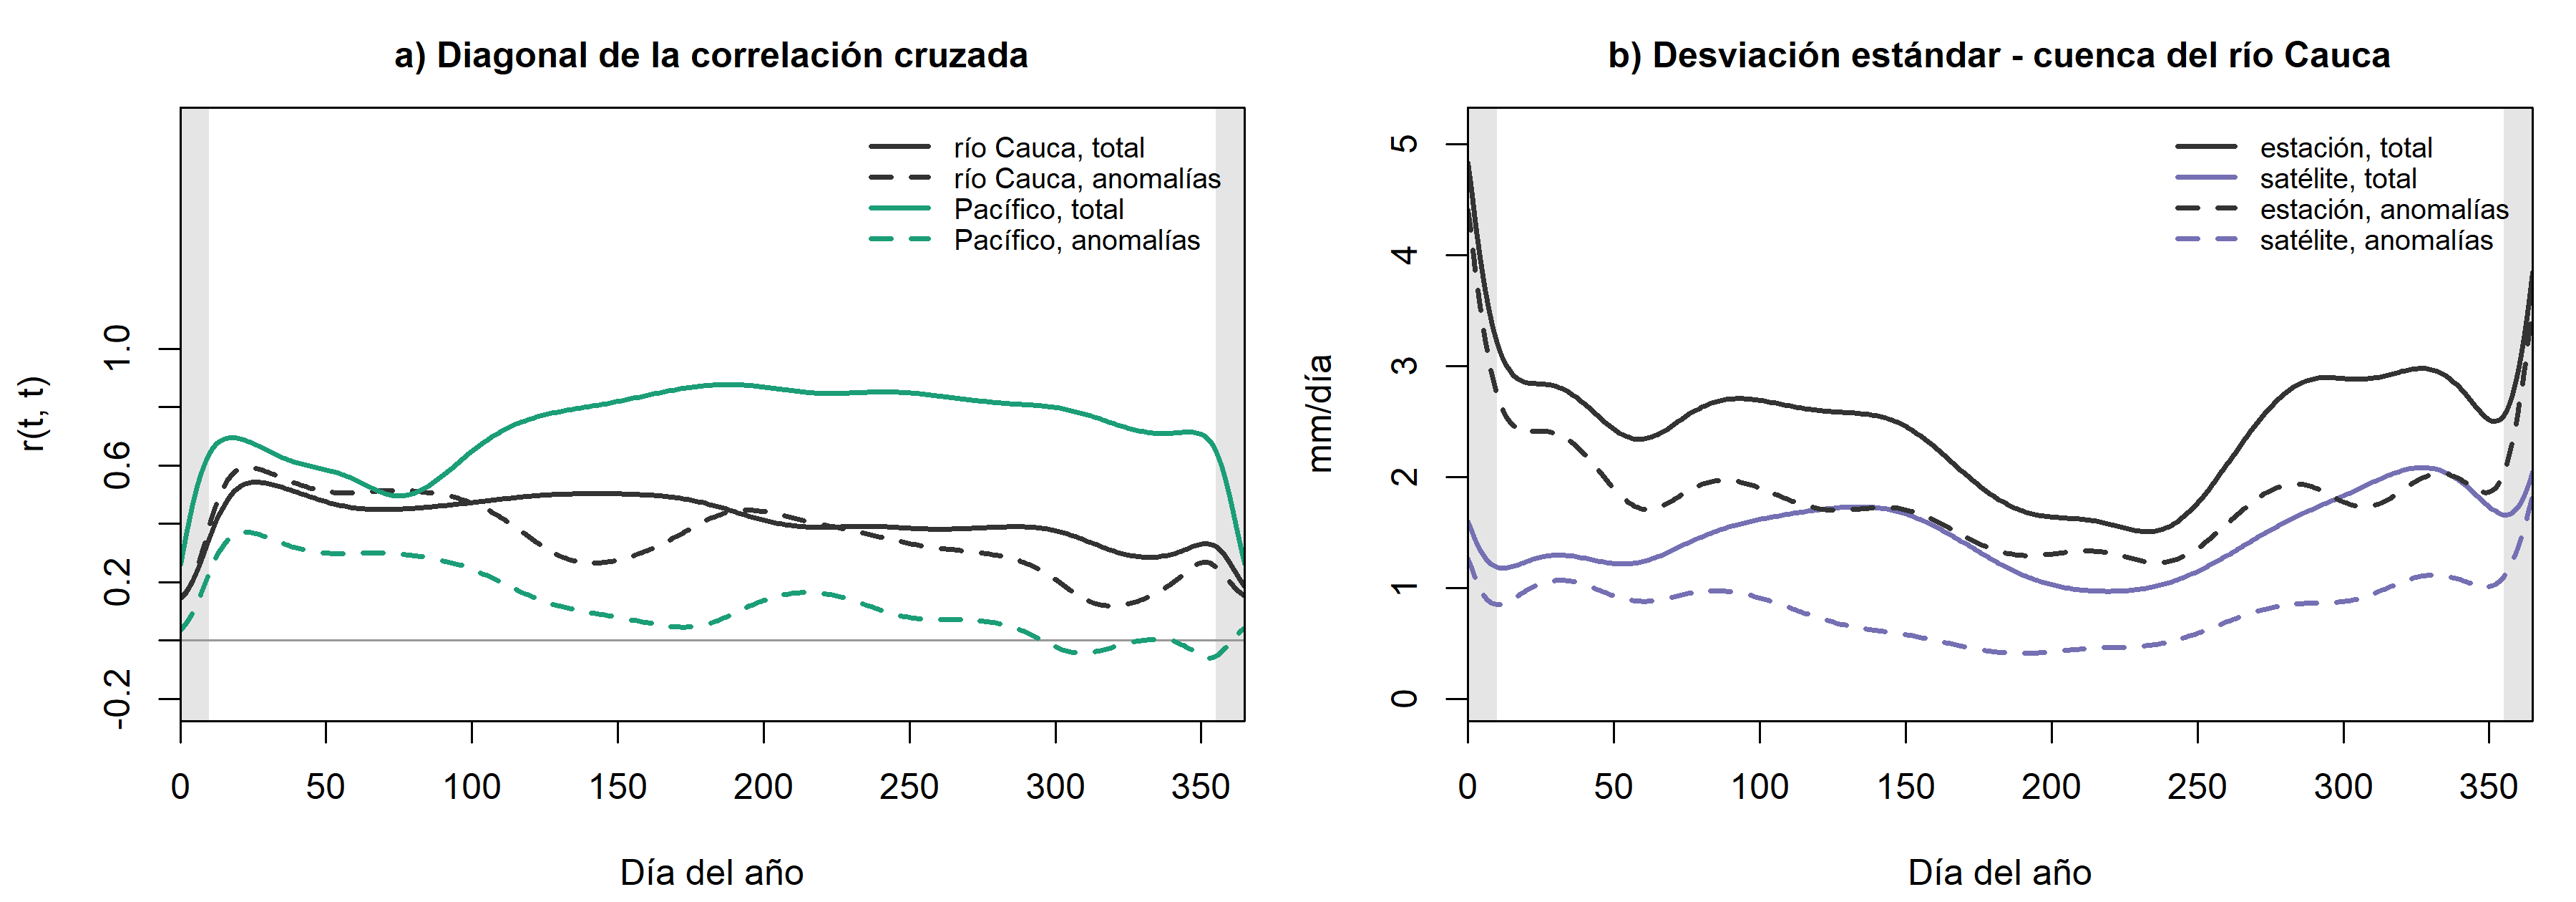 a) Diagonal de la correlación cruzada
r(t, t)
1.0
0.6
0.2
-0.2
río Cauca, total
río Cauca, anomalías
Pacífico, total
Pacífico, anomalías
0 50 100 150 200 250 300 350
Día del año
b) Desviación estándar - cuenca del río Cauca
mm/día
5
4
3
2
1
0
estación, total
satélite, total
estación, anomalías
satélite, anomalías
0 50 100 150 200 250 300 350
Día del año